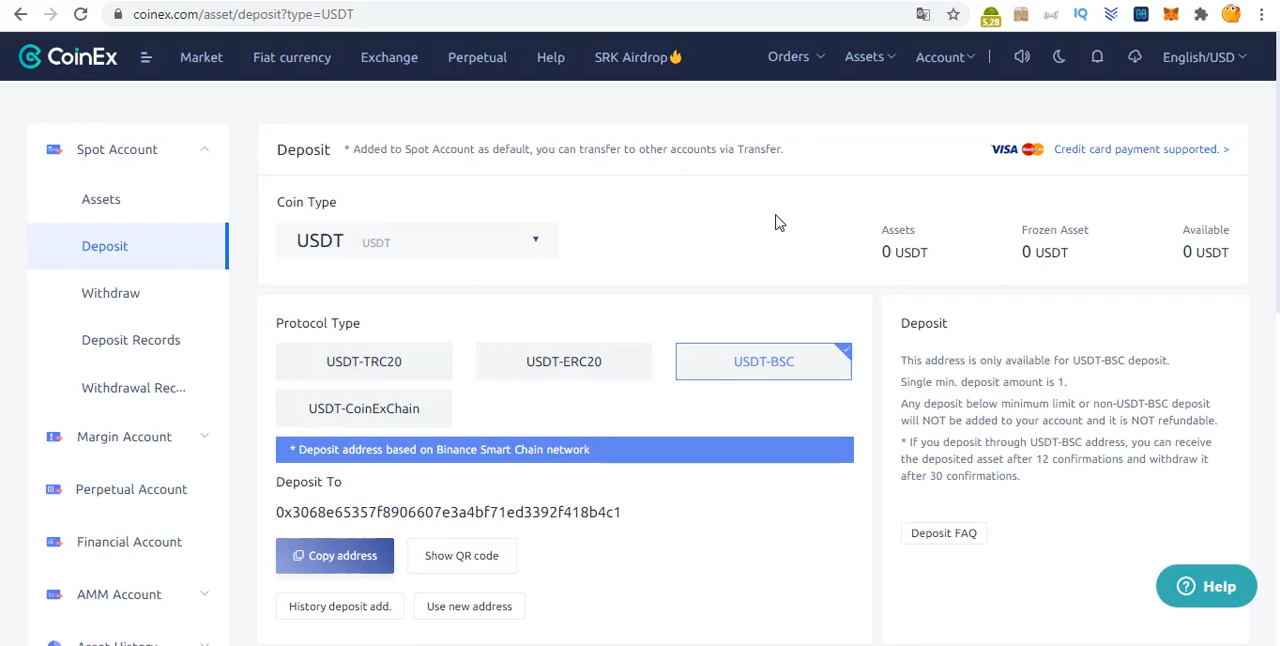 coinex.com/asset/deposit?type=USDT
5,28
IQ
CoinEx
Market
Fiat currency
Exchange
Perpetual
Help
SRK Airdrop🔥
Orders
Assets
Account
English/USD
Spot Account
Assets
Deposit
Withdraw
Deposit Records
Withdrawal Rec...
Margin Account
Perpetual Account
Financial Account
AMM Account
Asset History
Deposit * Added to Spot Account as default, you can transfer to other accounts via Transfer.
VISA MasterCard Credit card payment supported. >
Coin Type
USDT USDT
Assets
0 USDT
Frozen Asset
0 USDT
Available
0 USDT
Protocol Type
USDT-TRC20
USDT-ERC20
USDT-BSC
USDT-CoinExChain
* Deposit address based on Binance Smart Chain network
Deposit To
0x3068e65357f8906607e3a4bf71ed3392f418b4c1
Copy address
Show QR code
History deposit add.
Use new address
Deposit
This address is only available for USDT-BSC deposit.
Single min. deposit amount is 1.
Any deposit below minimum limit or non-USDT-BSC deposit
will NOT be added to your account and it is NOT refundable.
* If you deposit through USDT-BSC address, you can receive
the deposited asset after 12 confirmations and withdraw it
after 30 confirmations.
Deposit FAQ
Help